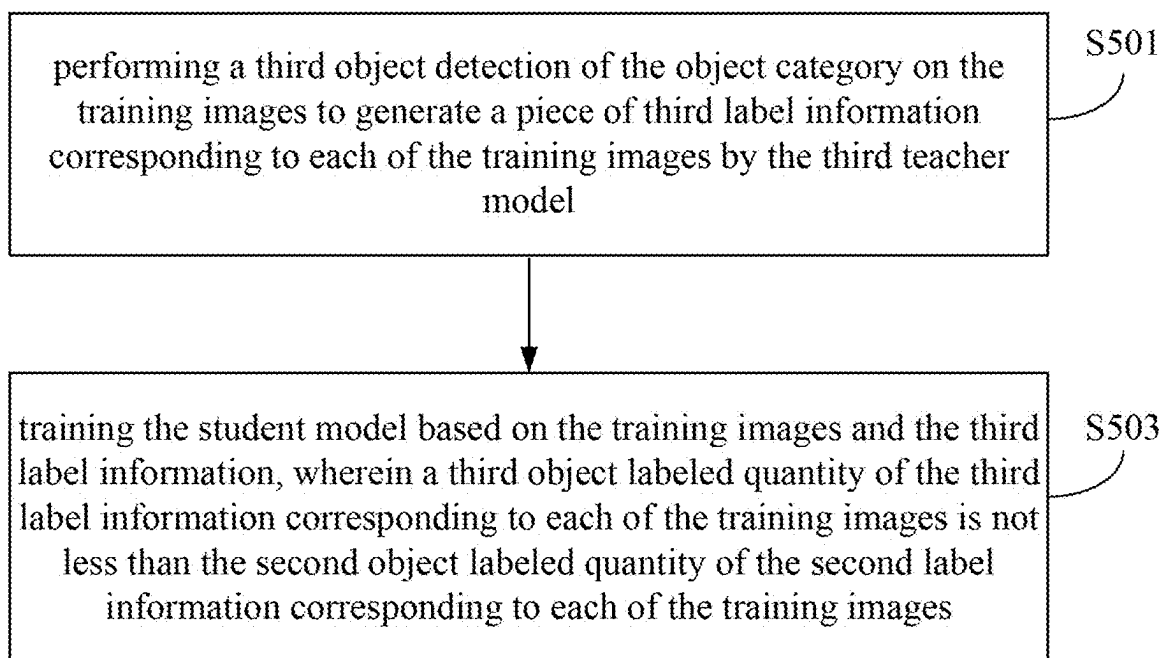 performing a third object detection of the object category on the
training images to generate a piece of third label information
corresponding to each of the training images by the third teacher
model
S501
training the student model based on the training images and the third
label information, wherein a third object labeled quantity of the third
label information corresponding to each of the training images is not
less than the second object labeled quantity of the second label
information corresponding to each of the training images
S503